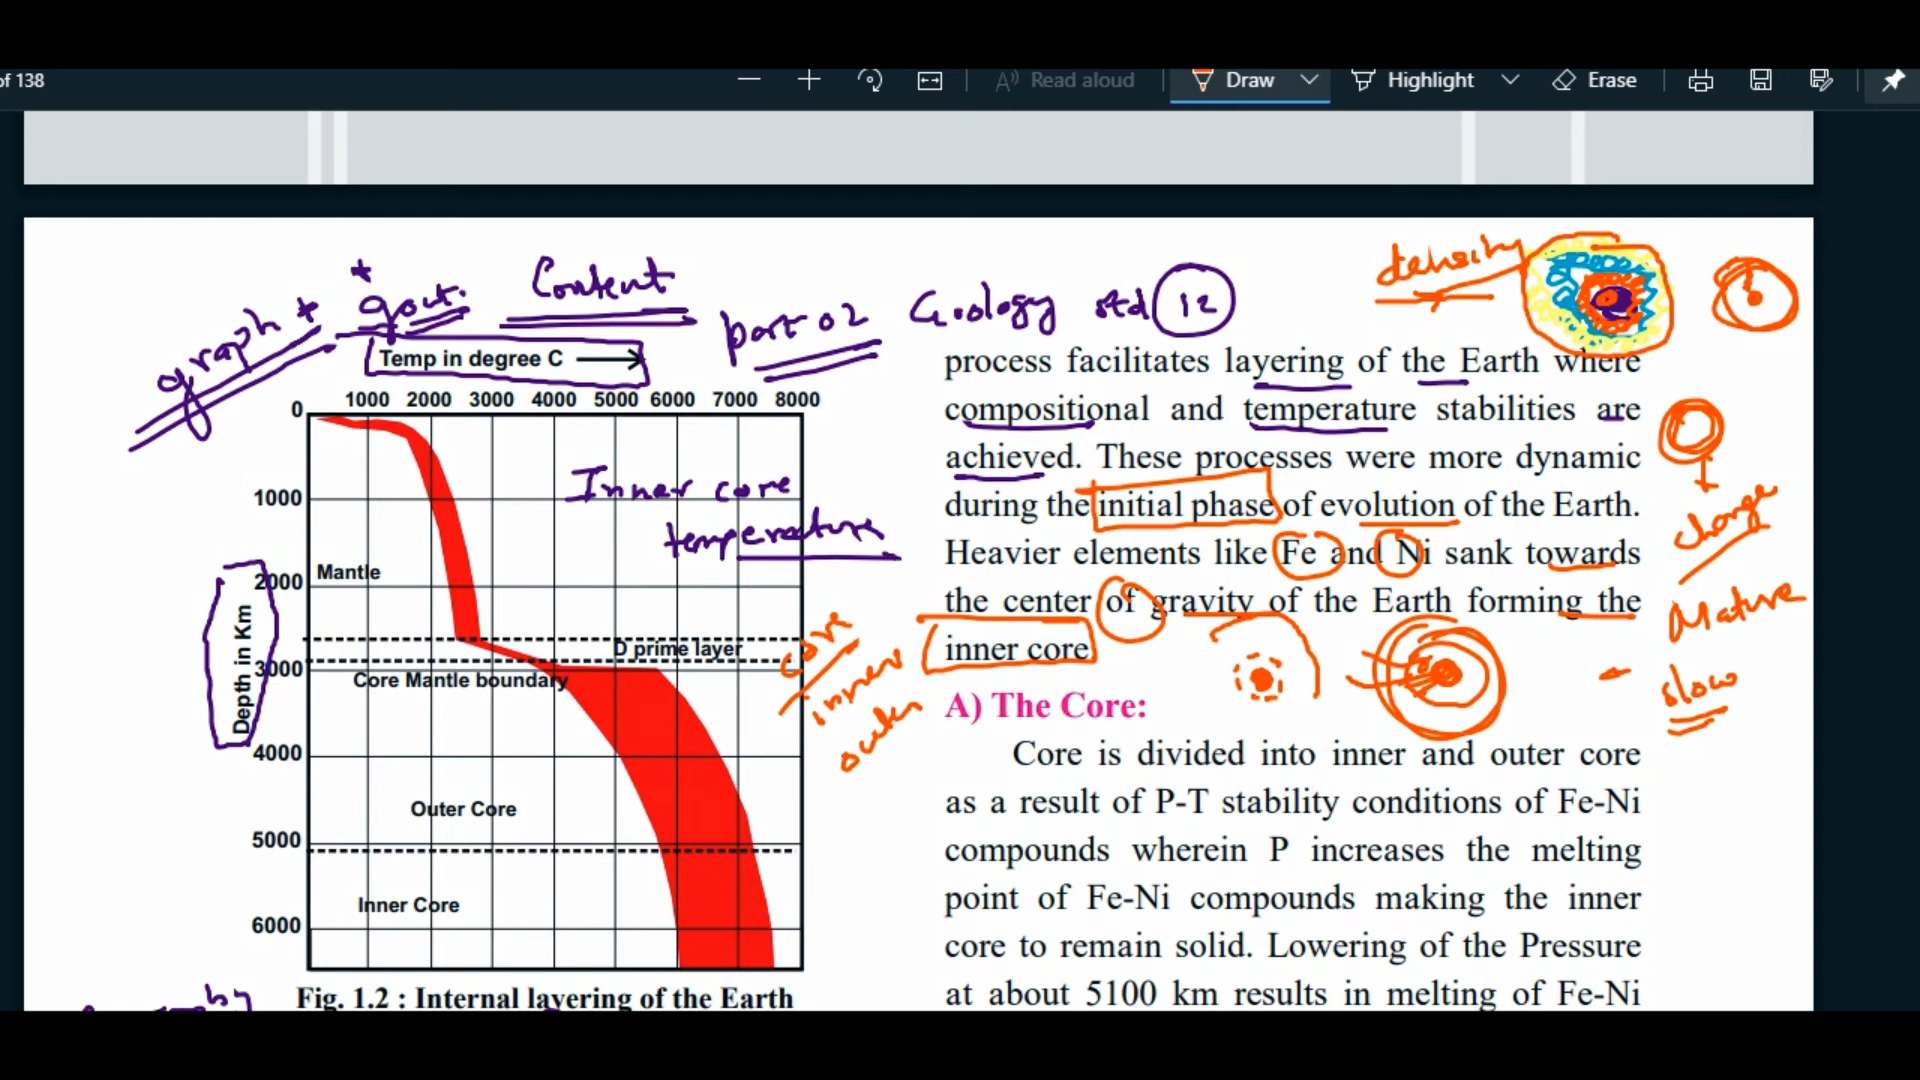 of 138
Read aloud
Draw
Highlight
Erase
graph *
* govt. Content
part 02 Geology std 12
density
Temp in degree C
0 1000 2000 3000 4000 5000 6000 7000 8000
1000
2000
3000
4000
5000
6000
Depth in Km
Inner core
temperature
Mantle
D prime layer
Core Mantle boundary
Outer Core
Inner Core
Fig. 1.2 : Internal layering of the Earth
core
inner
outer
process facilitates layering of the Earth where
compositional and temperature stabilities are
achieved. These processes were more dynamic
during the initial phase of evolution of the Earth.
Heavier elements like Fe and Ni sank towards
the center of gravity of the Earth forming the
inner core
change
Mature
slow
A) The Core:
Core is divided into inner and outer core
as a result of P-T stability conditions of Fe-Ni
compounds wherein P increases the melting
point of Fe-Ni compounds making the inner
core to remain solid. Lowering of the Pressure
at about 5100 km results in melting of Fe-Ni
by